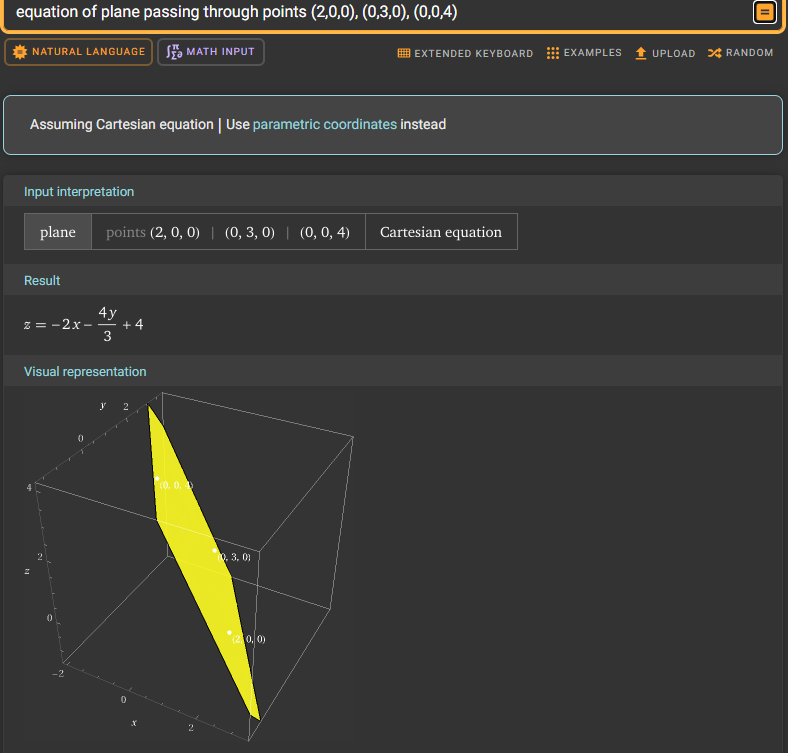 equation of plane passing through points (2,0,0), (0,3,0), (0,0,4)
NATURAL LANGUAGE MATH INPUT EXTENDED KEYBOARD EXAMPLES UPLOAD RANDOM
Assuming Cartesian equation | Use parametric coordinates instead
Input interpretation
plane points (2, 0, 0) | (0, 3, 0) | (0, 0, 4) Cartesian equation
Result
z = −2x − 4y/3 + 4
Visual representation
y 2
0
4
(0, 0, 4)
2
(0, 3, 0)
z
0
(2, 0, 0)
−2
0
x
2